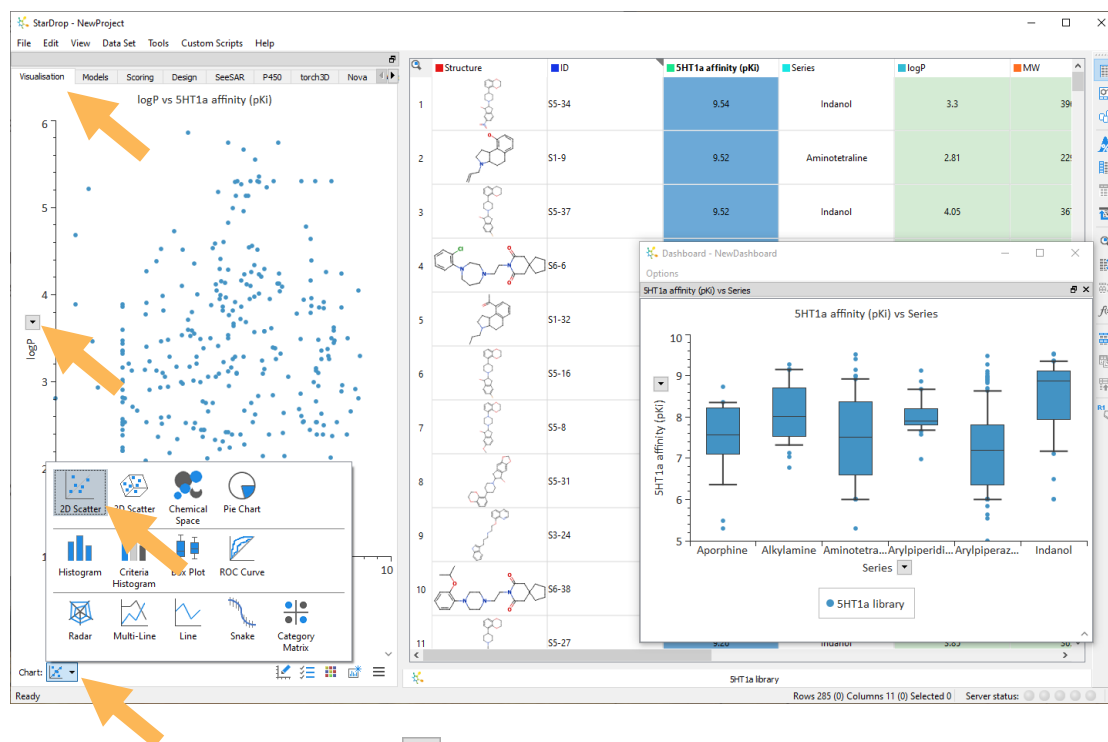 StarDrop - NewProject
File Edit View Data Set Tools Custom Scripts Help
Visualisation Models Scoring Design SeeSAR P450 torch3D Nova
logP vs 5HT1a affinity (pKi)
6
5
4
logP
3
2
1
10
2D Scatter 3D Scatter Chemical Space Pie Chart
Histogram Criteria Histogram Box Plot ROC Curve
Radar Multi-Line Line Snake Category Matrix
Chart:
Ready
Structure ID 5HT1a affinity (pKi) Series logP MW
1 S5-34 9.54 Indanol 3.3
2 S1-9 9.52 Aminotetraline 2.81
3 S5-37 9.52 Indanol 4.05
4 S6-6
5 S1-32
6 S5-16
7 S5-8
8 S5-31
9 S3-24
10 S6-38
11 S5-27
Dashboard - NewDashboard
Options
5HT1a affinity (pKi) vs Series
5HT1a affinity (pKi) vs Series
10
9
8
7
6
5
5HT1a affinity (pKi)
Aporphine Alkylamine Aminotetra... Arylpiperidi... Arylpiperaz... Indanol
Series
5HT1a library
5HT1a library
Rows 285 (0) Columns 11 (0) Selected 0 Server status: